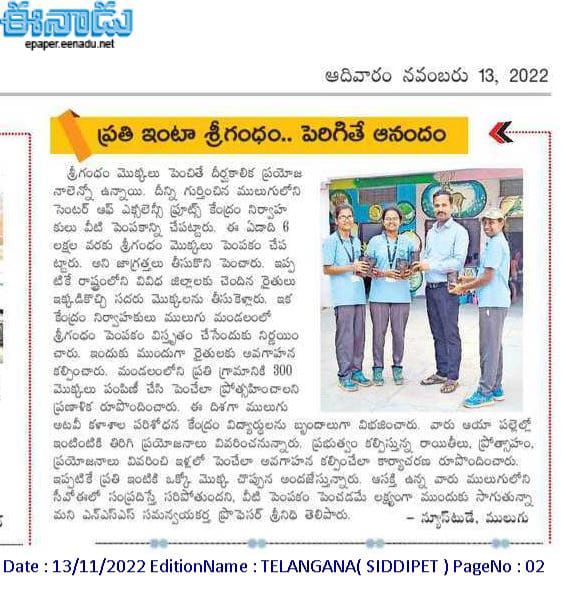 ఈనాడు
epaper.eenadu.net
ఆదివారం నవంబరు 13, 2022
ప్రతి ఇంటా శ్రీగంధం.. పెరిగితే ఆనందం
శ్రీగంధం మొక్కలు పెంచితే దీర్ఘకాలిక ప్రయోజ
నాలెన్నో ఉన్నాయి. దీన్ని గుర్తించిన ములుగులోని
సెంటర్ ఆఫ్ ఎక్సలెన్సీ ఫ్రూట్స్ కేంద్రం నిర్వాహ
కులు వీటి పెంపకాన్ని చేపట్టారు. ఈ ఏడాది 6
లక్షల వరకు శ్రీగంధం మొక్కలు పెంపకం చేప
ట్టారు. అని జాగ్రత్తలు తీసుకొని పెంచారు. ఇప్ప
టికే రాష్ట్రంలోని వివిధ జిల్లాలకు చెందిన రైతులు
ఇక్కడికొచ్చి సదరు మొక్కలను తీసుకెళ్లారు. ఇక
కేంద్రం నిర్వాహకులు ములుగు మండలంలో
శ్రీగంధం పెంపకం విస్తృతం చేసేందుకు నిర్ణయిం
చారు. ఇందుకు ముందుగా రైతులకు అవగాహన
కల్పించారు. మండలంలోని ప్రతి గ్రామానికి 300
మొక్కలు పంపిణీ చేసి పెంచేలా ప్రోత్సహించాలని
ప్రణాళిక రూపొందించారు. ఈ దిశగా ములుగు
అటవీ కళాశాల పరిశోధన కేంద్రం విద్యార్థులను బృందాలుగా విభజించారు. వారు ఆయా పల్లెల్లో
ఇంటింటికి తిరిగి ప్రయోజనాలు వివరించనున్నారు. ప్రభుత్వం కల్పిస్తున్న రాయితీలు, ప్రోత్సాహం,
ప్రయోజనాలు వివరించి ఇళ్లలో పెంచేలా అవగాహన కల్పించేలా కార్యాచరణ రూపొందించారు.
ఇప్పటికే ప్రతి ఇంటికి ఒక్కో మొక్క చొప్పున అందజేస్తున్నారు. ఆసక్తి ఉన్న వారు ములుగులోని
సీవోఈలో సంప్రదిస్తే సరిపోతుందని, వీటి పెంపకం పెంచడమే లక్ష్యంగా ముందుకు సాగుతున్నా
మని ఎన్ఎస్ఎస్ సమన్వయకర్త ప్రొఫెసర్ శ్రీనిధి తెలిపారు.
– న్యూస్‌టుడే, ములుగు
Date : 13/11/2022 EditionName : TELANGANA( SIDDIPET ) PageNo : 02